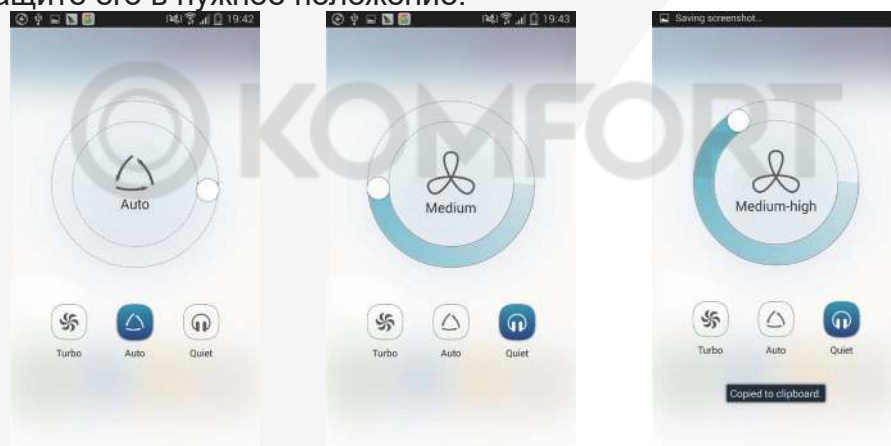 ащите его в нужное положение.
19:42
19:43
Saving screenshot...
KOMFORT
Auto
Medium
Medium-high
Turbo
Auto
Quiet
Turbo
Auto
Quiet
Turbo
Auto
Quiet
Copied to clipboard.